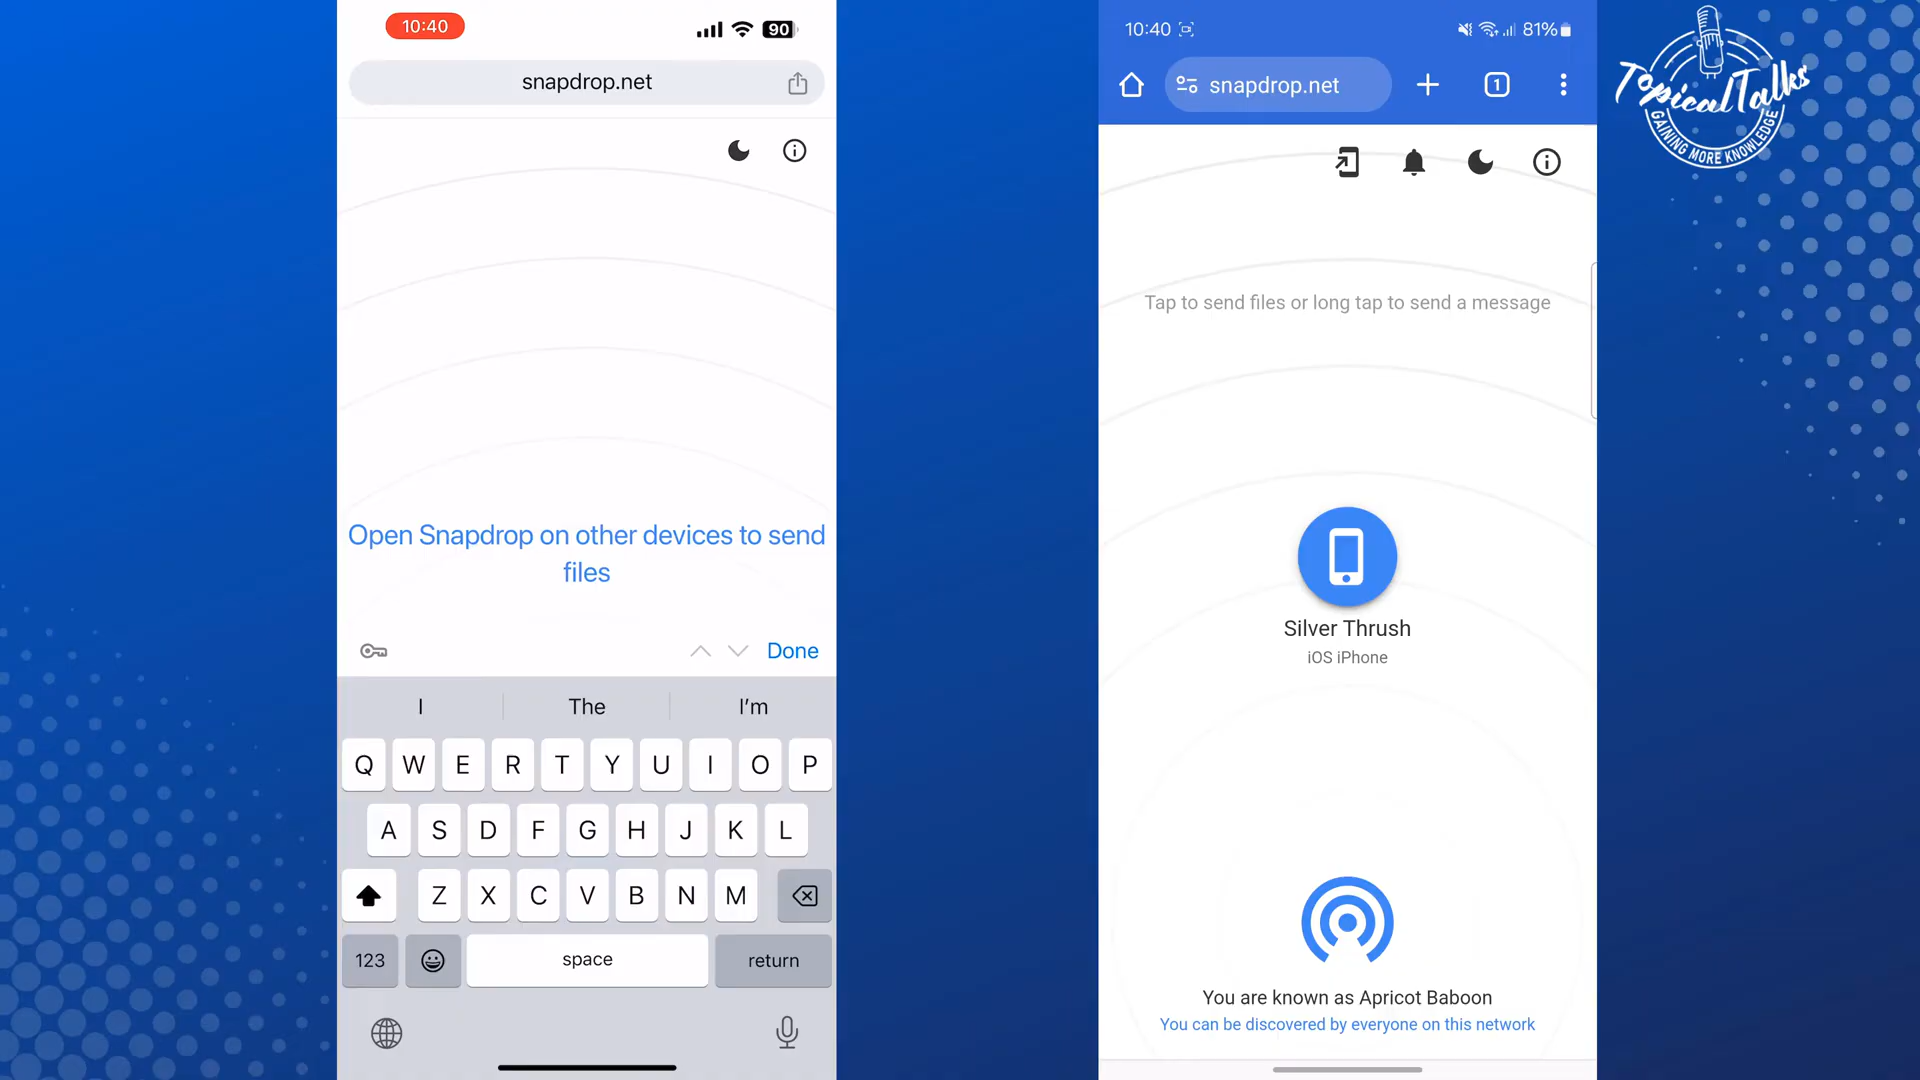 10:40
90
snapdrop.net
Open Snapdrop on other devices to send
files
Done
I
The
I'm
Q W E R T Y U I O P
A S D F G H J K L
Z X C V B N M
123
space
return
10:40
81%
snapdrop.net
1
Tap to send files or long tap to send a message
Silver Thrush
iOS iPhone
You are known as Apricot Baboon
You can be discovered by everyone on this network
TopicalTalks
GAINING MORE KNOWLEDGE